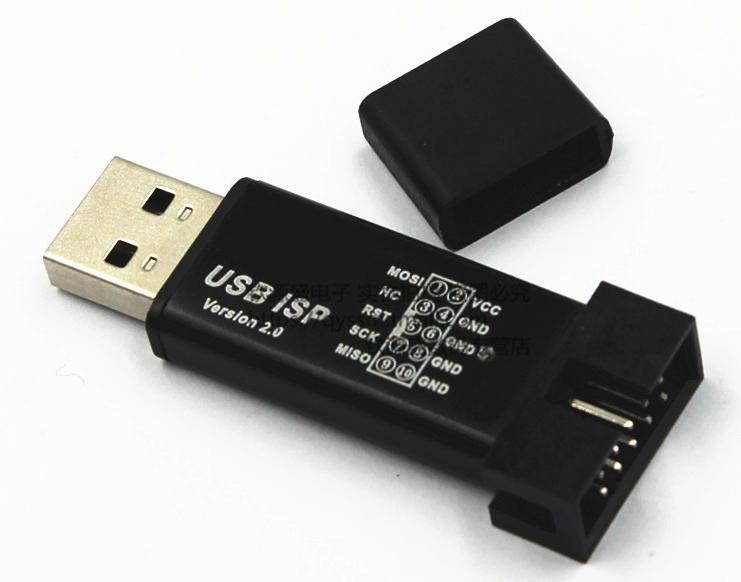 USB ISP
Version 2.0
MOSI ① ② VCC
NC ③ ④ GND
RST ⑤ ⑥ GND
SCK ⑦ ⑧ GND
MISO ⑨ ⑩ GND